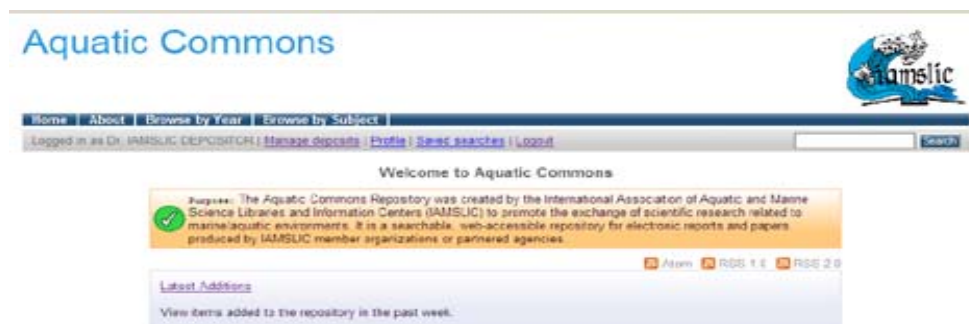 Aquatic Commons
iamslic
Home | About | Browse by Year | Browse by Subject |
Logged in as Dr. IAMSLIC DEPOSITOR | Manage deposits | Profile | Saved searches | Logout
Search
Welcome to Aquatic Commons
Purpose: The Aquatic Commons Repository was created by the International Association of Aquatic and Marine
Science Libraries and Information Centers (IAMSLIC) to promote the exchange of scientific research related to
marine/aquatic environments. It is a searchable, web-accessible repository for electronic reports and papers
produced by IAMSLIC member organizations or partnered agencies.
Atom RSS 1.0 RSS 2.0
Latest Additions
View items added to the repository in the past week.